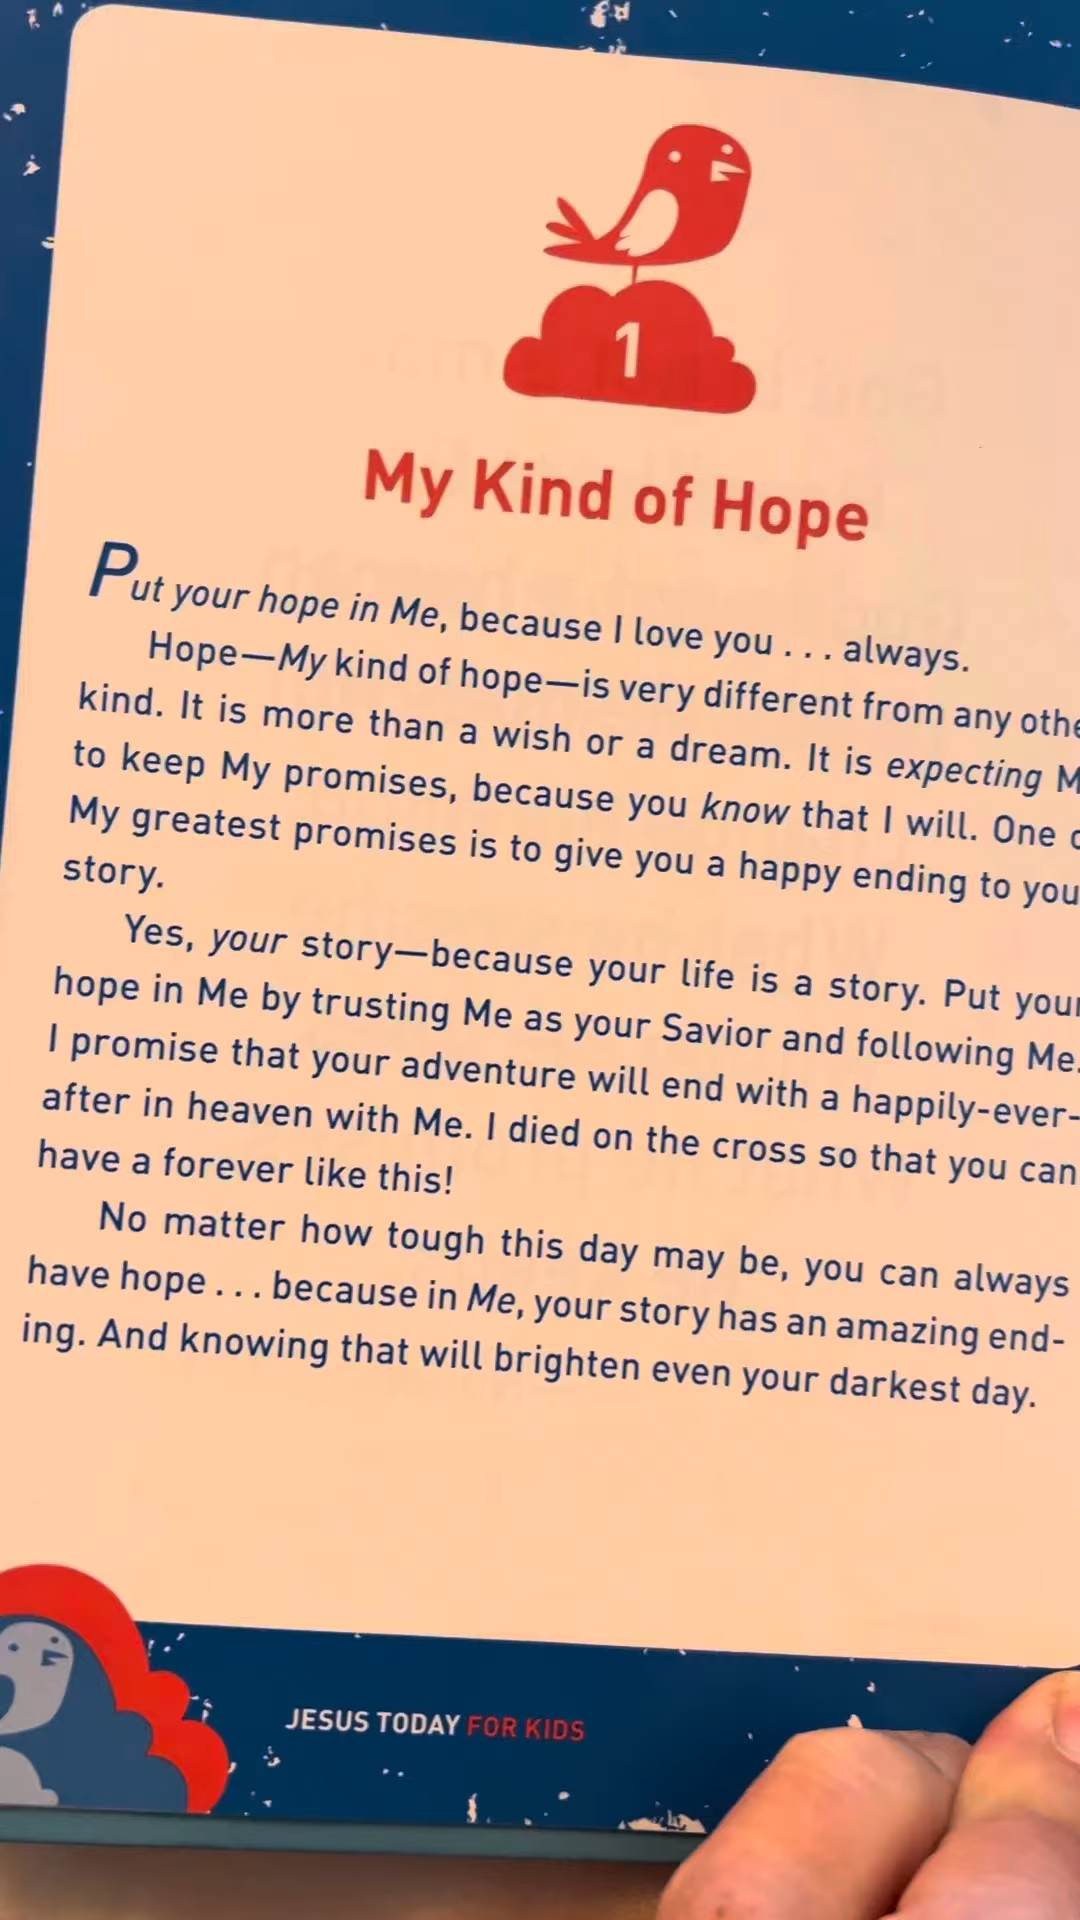 1
My Kind of Hope
Put your hope in Me, because I love you . . . always.
Hope—My kind of hope—is very different from any othe
kind. It is more than a wish or a dream. It is expecting M
to keep My promises, because you know that I will. One
My greatest promises is to give you a happy ending to you
story.
Yes, your story—because your life is a story. Put your
hope in Me by trusting Me as your Savior and following Me.
I promise that your adventure will end with a happily-ever-
after in heaven with Me. I died on the cross so that you can
have a forever like this!
No matter how tough this day may be, you can always
have hope . . . because in Me, your story has an amazing end-
ing. And knowing that will brighten even your darkest day.
JESUS TODAY FOR KIDS